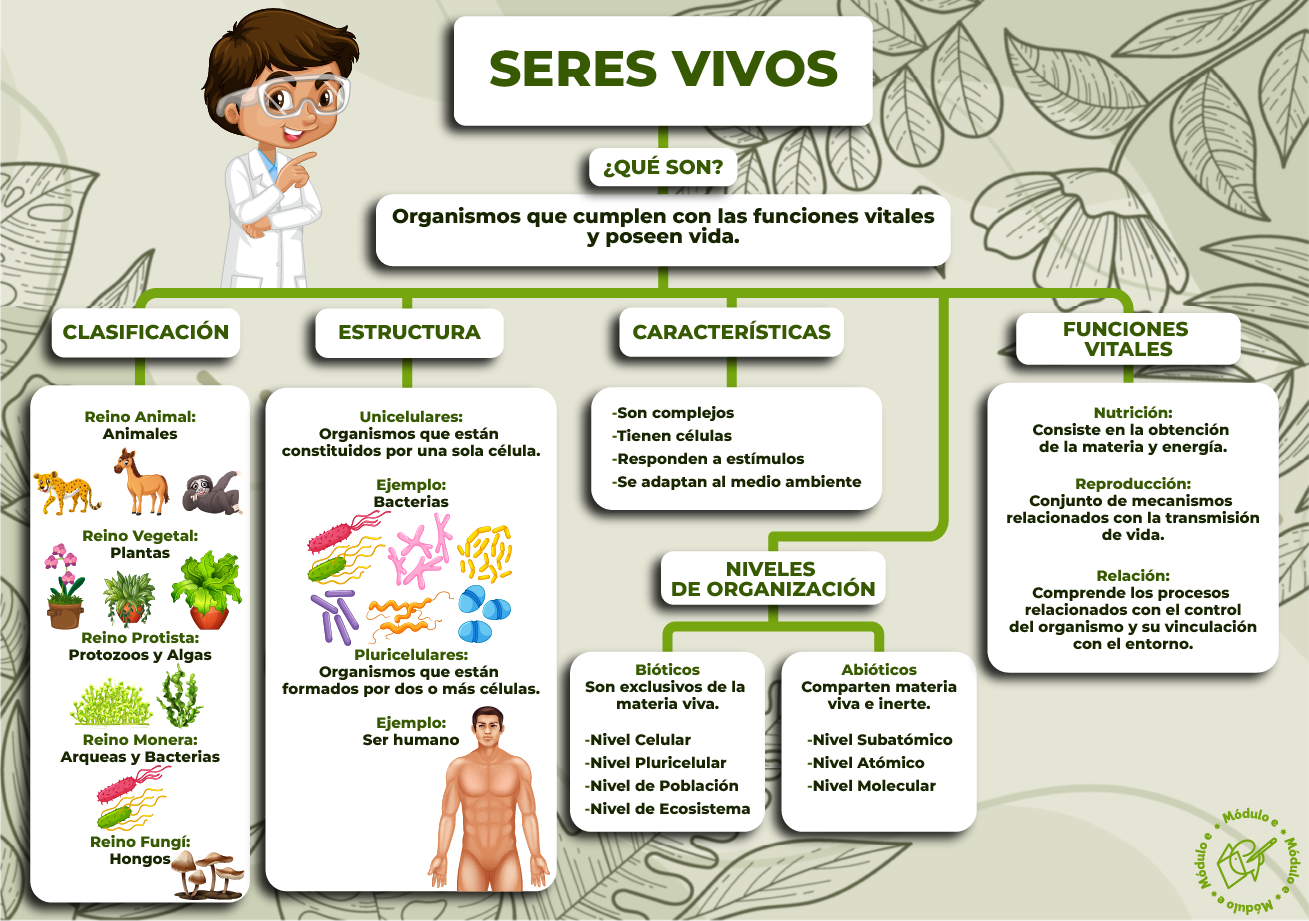 SERES VIVOS
¿QUÉ SON?
Organismos que cumplen con las funciones vitales
y poseen vida.
CLASIFICACIÓN
Reino Animal:
Animales
Reino Vegetal:
Plantas
Reino Protista:
Protozoos y Algas
Reino Monera:
Arqueas y Bacterias
Reino Fungí:
Hongos
ESTRUCTURA
Unicelulares:
Organismos que están
constituidos por una sola célula.
Ejemplo:
Bacterias
Pluricelulares:
Organismos que están
formados por dos o más células.
Ejemplo:
Ser humano
CARACTERÍSTICAS
-Son complejos
-Tienen células
-Responden a estímulos
-Se adaptan al medio ambiente
NIVELES
DE ORGANIZACIÓN
Bióticos
Son exclusivos de la
materia viva.
-Nivel Celular
-Nivel Pluricelular
-Nivel de Población
-Nivel de Ecosistema
Abióticos
Comparten materia
viva e inerte.
-Nivel Subatómico
-Nivel Atómico
-Nivel Molecular
FUNCIONES
VITALES
Nutrición:
Consiste en la obtención
de la materia y energía.
Reproducción:
Conjunto de mecanismos
relacionados con la transmisión
de vida.
Relación:
Comprende los procesos
relacionados con el control
del organismo y su vinculación
con el entorno.
Módulo e • Módulo e • Módulo e • Módulo e •